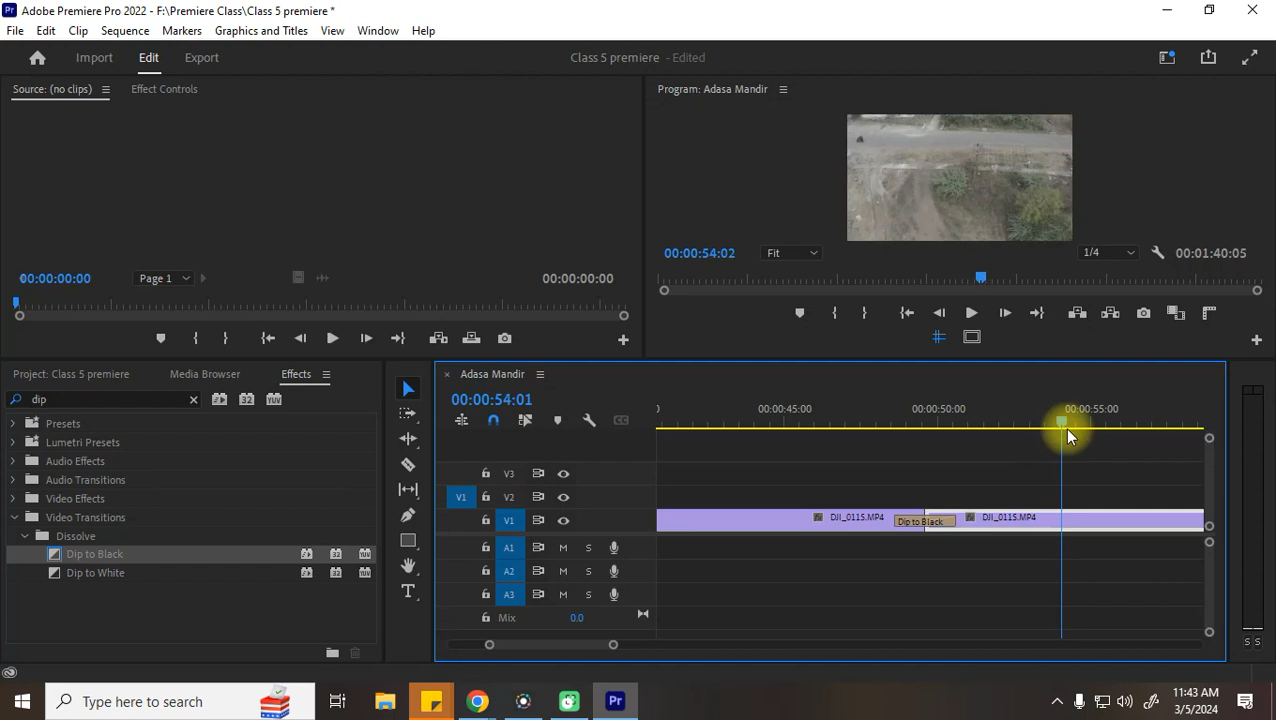 Adobe Premiere Pro 2022 - F:\Premiere Class\Class 5 premiere *
File Edit Clip Sequence Markers Graphics and Titles View Window Help
Import Edit Export Class 5 premiere - Edited
Source: (no clips) Effect Controls
Program: Adasa Mandir
00:00:00:00 Page 1 00:00:00:00
00:00:54:02 Fit 1/4 00:01:40:05
Project: Class 5 premiere Media Browser Effects
dip
Presets
Lumetri Presets
Audio Effects
Audio Transitions
Video Effects
Video Transitions
Dissolve
Dip to Black
Dip to White
Adasa Mandir
00:00:54:01
0 00:00:45:00 00:00:50:00 00:00:55:00
V3
V1 V2
V1 DJI_0115.MP4 Dip to Black DJI_0115.MP4
A1 M S
A2 M S
A3 M S
Mix 0.0
S S
Type here to search
11:43 AM
3/5/2024